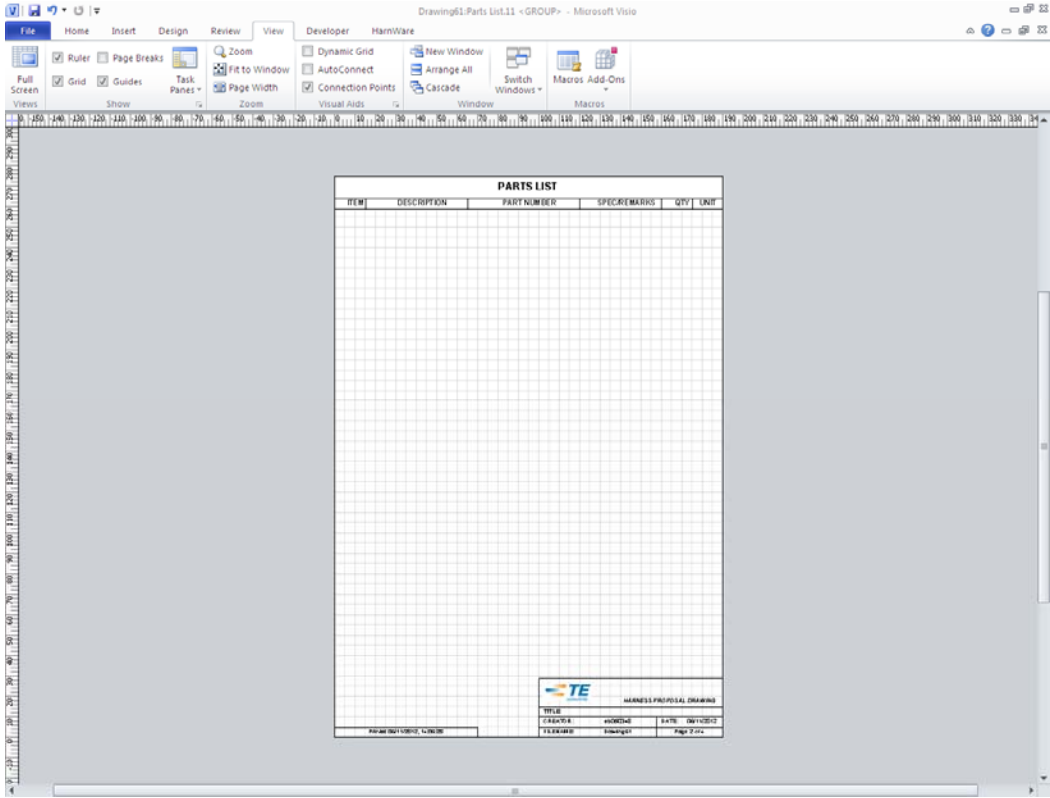 Drawing61:Parts List.11 <GROUP> - Microsoft Visio
File Home Insert Design Review View Developer HarnWare
Full Screen
Ruler Page Breaks
Grid Guides
Task Panes
Zoom
Fit to Window
Page Width
Dynamic Grid
AutoConnect
Connection Points
New Window
Arrange All
Cascade
Switch Windows
Macros Add-Ons
Views Show Zoom Visual Aids Window Macros
PARTS LIST
ITEM DESCRIPTION PART NUMBER SPEC/REMARKS QTY UNIT
TE
HARNESS PROPOSAL DRAWING
TITLE
CREATOR: DATE: 06/11/2012
FILENAME: Drawing61